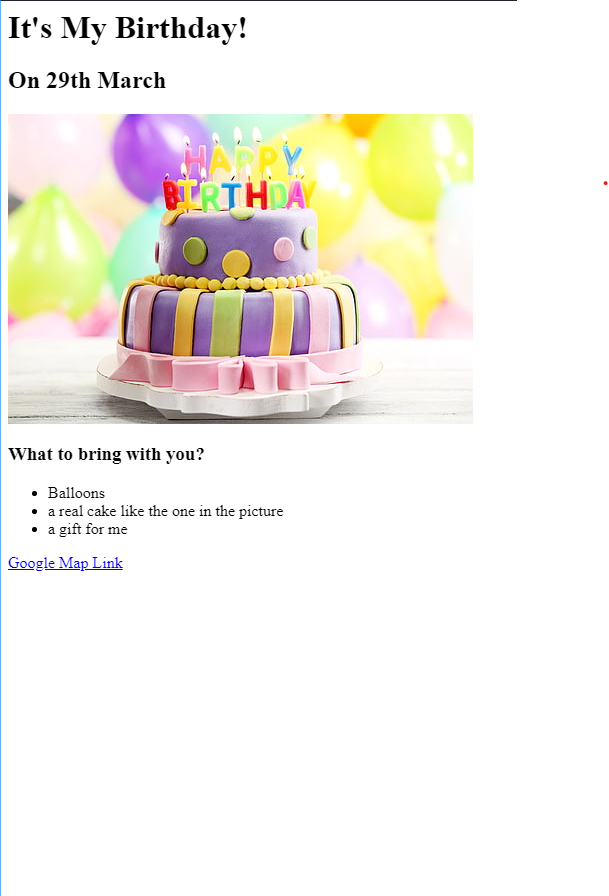 It's My Birthday!
On 29th March
HAPPY
BIRTHDAY
What to bring with you?
Balloons
a real cake like the one in the picture
a gift for me
Google Map Link